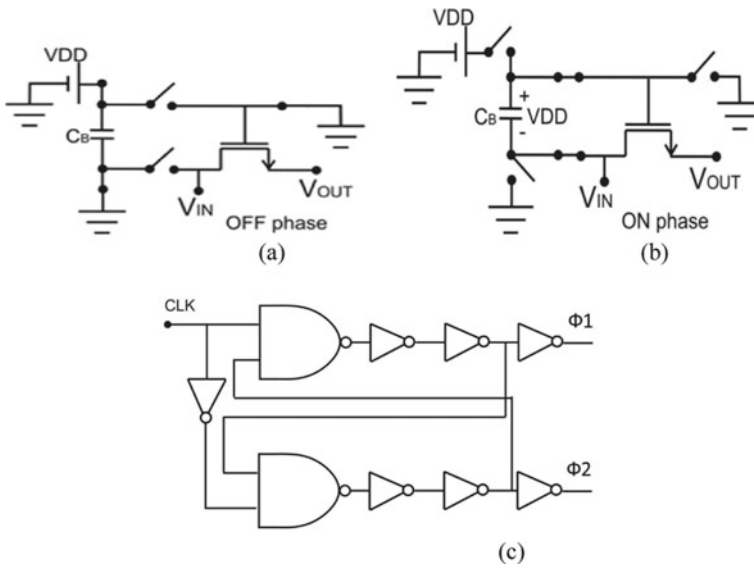 VDD
CB
VIN
VOUT
OFF phase
(a)
VDD
+
CB VDD
-
VIN
VOUT
ON phase
(b)
CLK
Φ1
Φ2
(c)